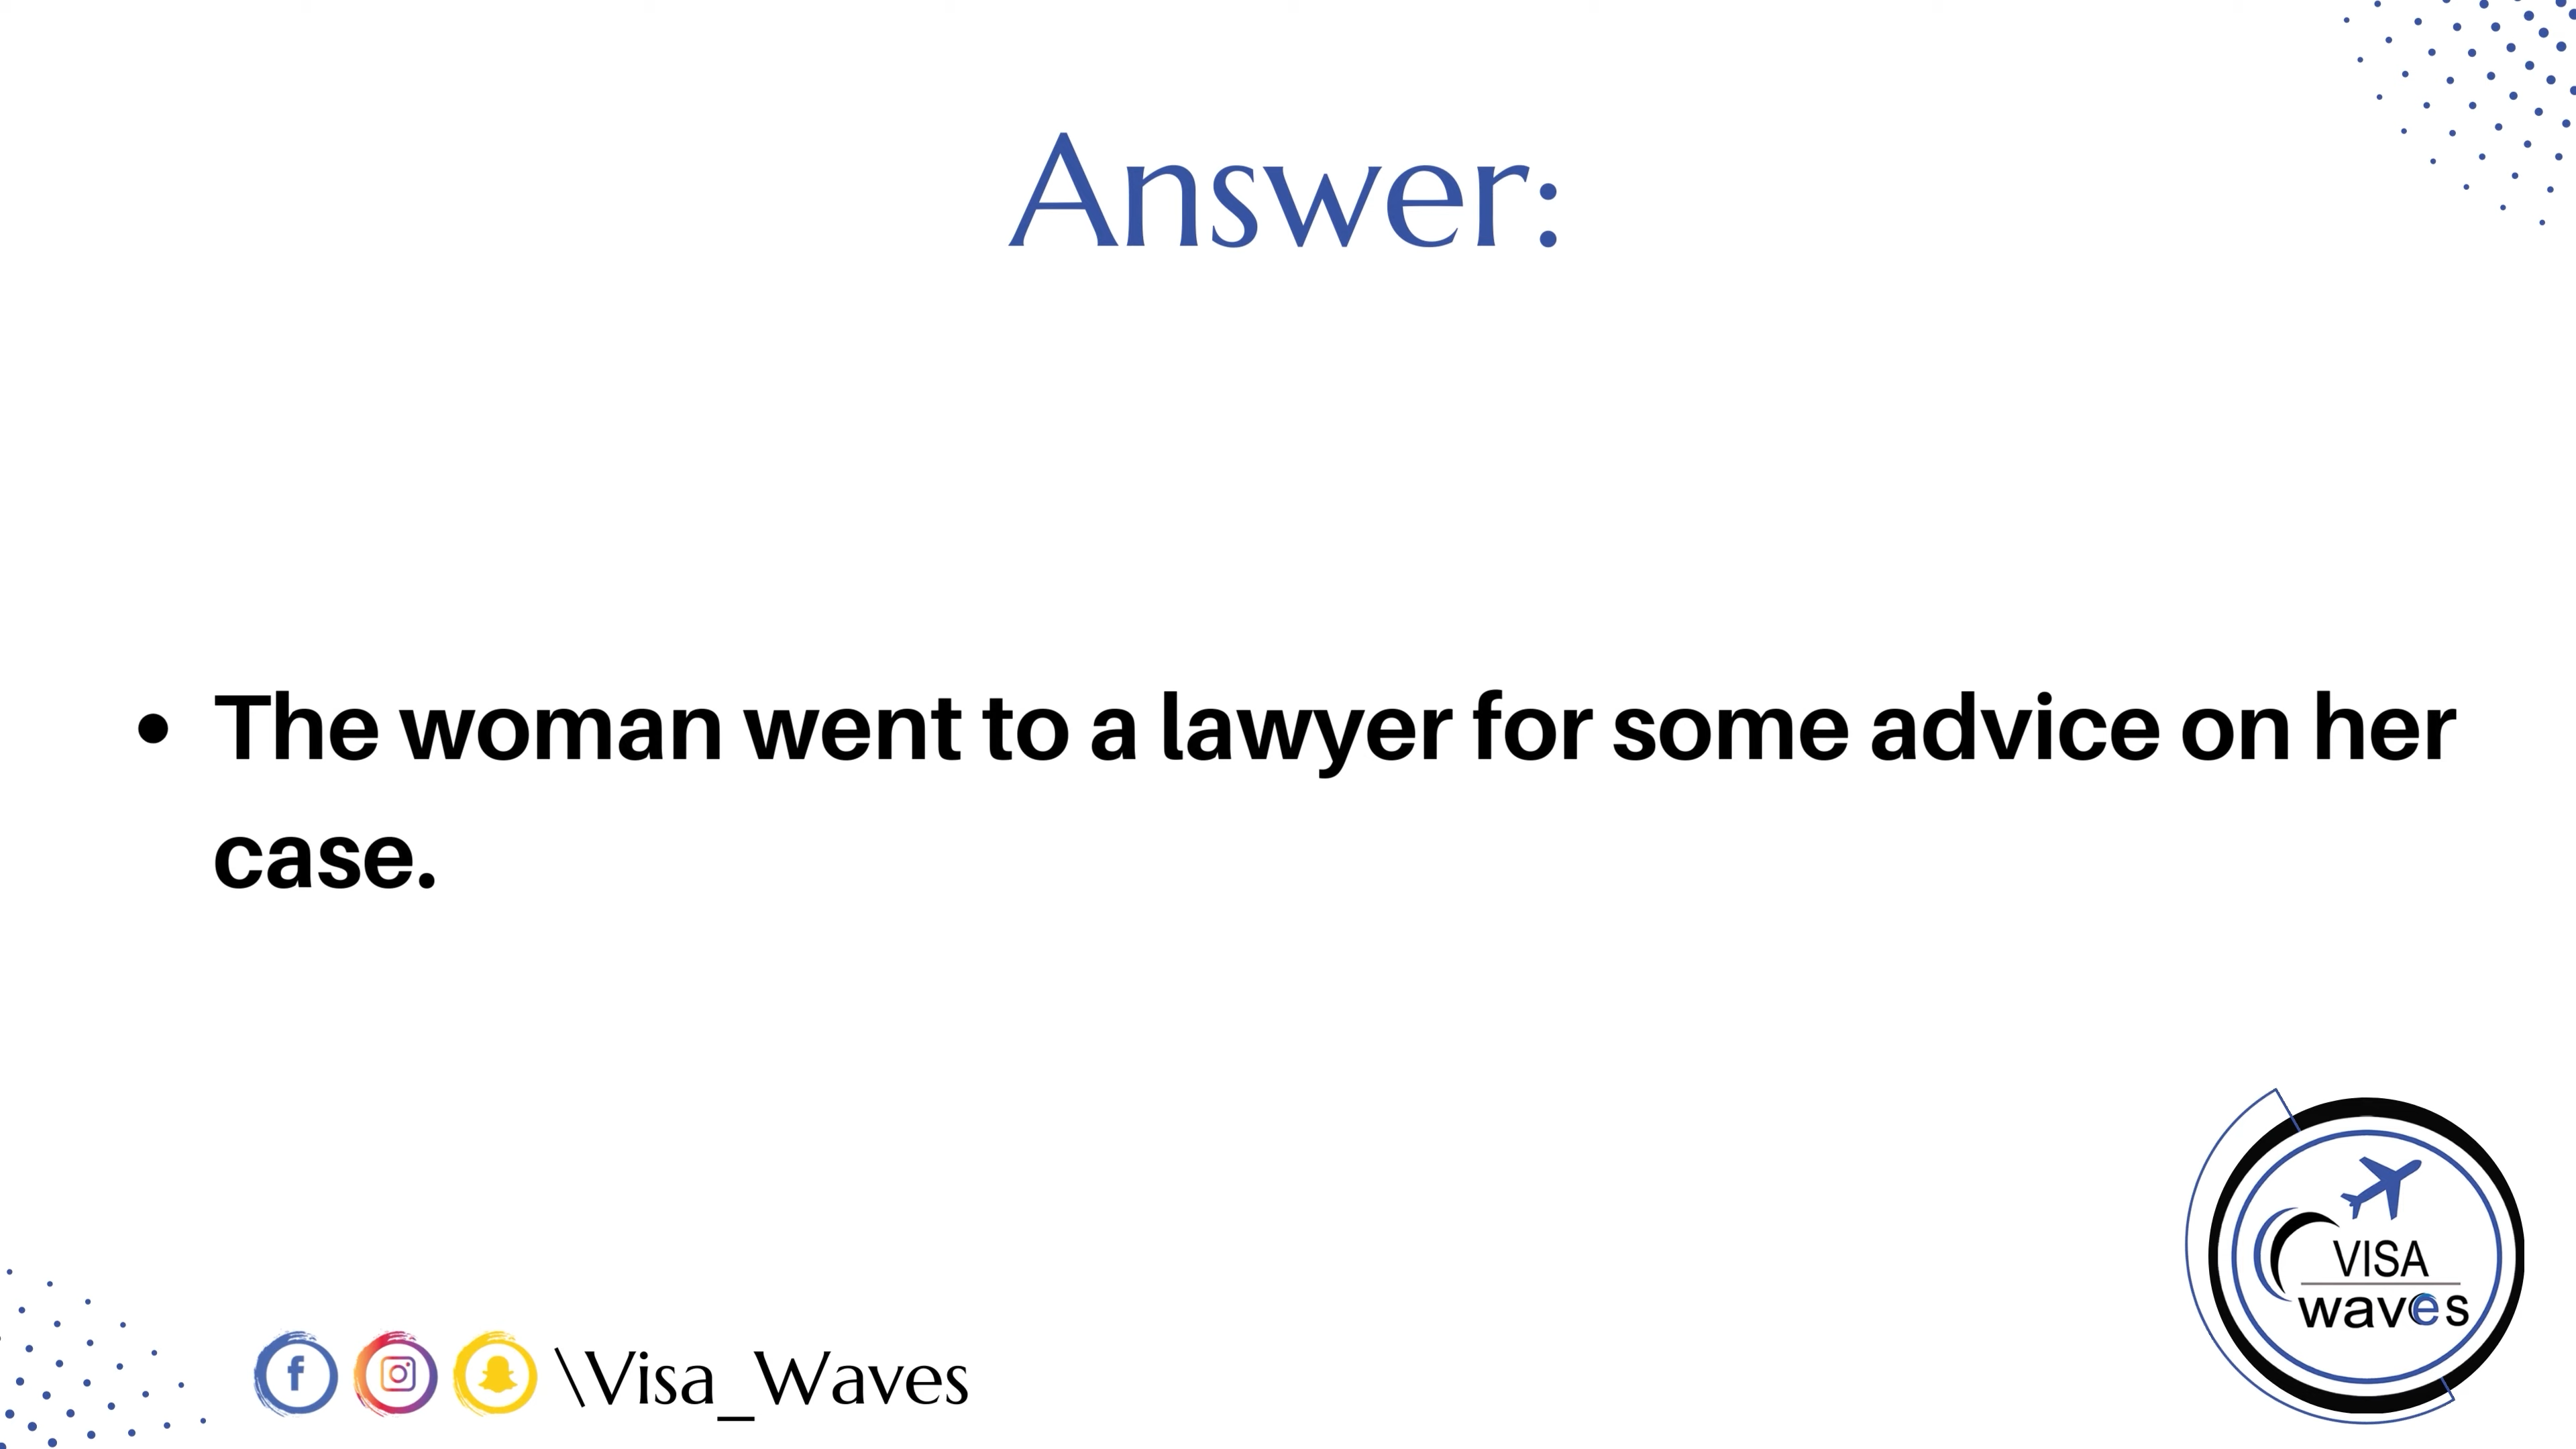 Answer:
• The woman went to a lawyer for some advice on her
case.
VISA
waves
\Visa_Waves